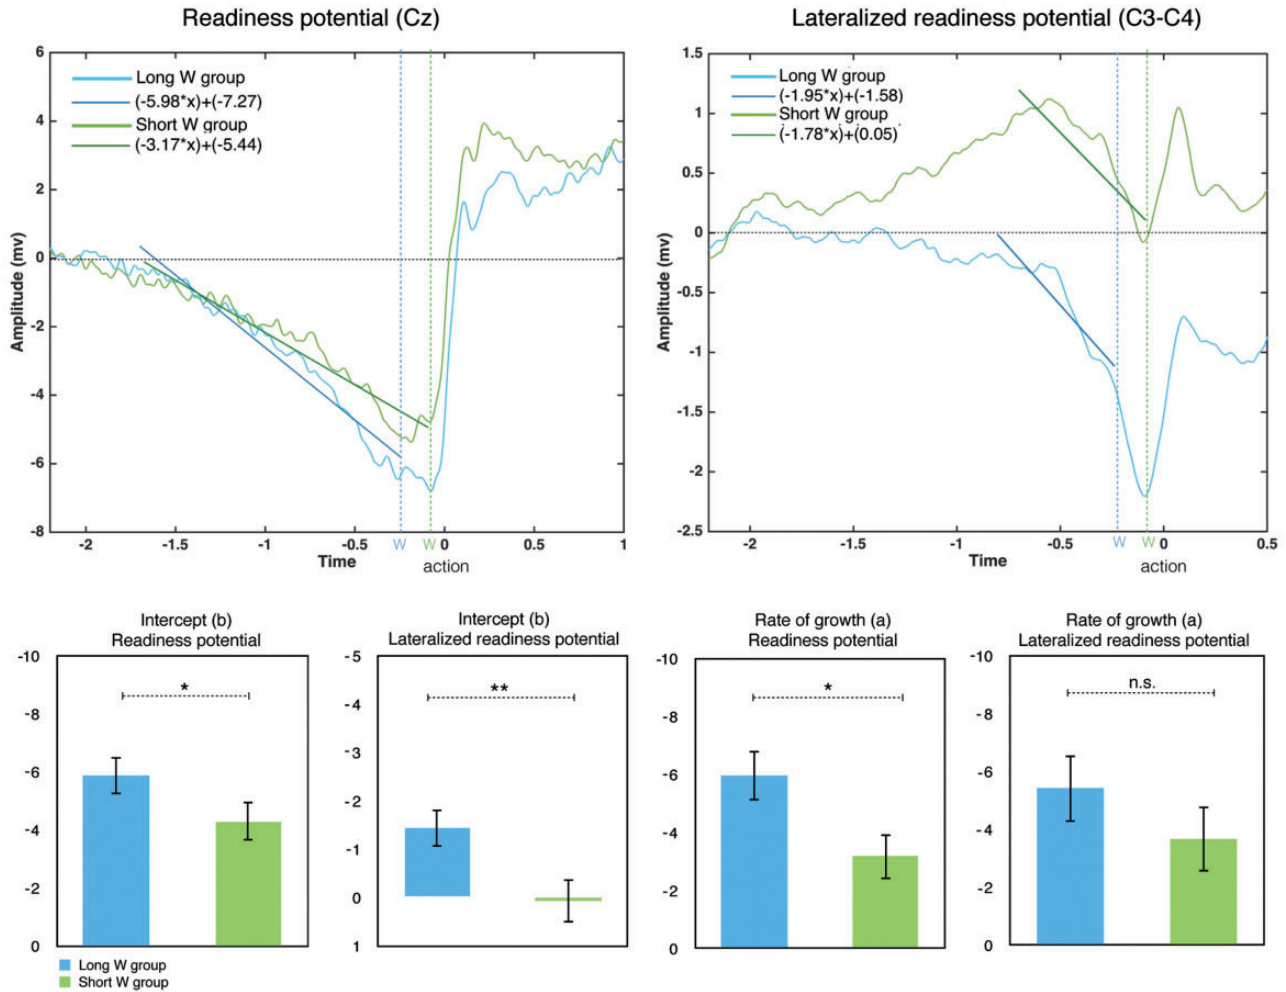 Readiness potential (Cz)
Lateralized readiness potential (C3-C4)
6
4
2
0
-2
-4
-6
-8
Amplitude (mv)
Long W group
(-5.98*x)+(-7.27)
Short W group
(-3.17*x)+(-5.44)
-2
-1.5
-1
-0.5
W
W
0
0.5
1
Time
action
1.5
1
0.5
0
-0.5
-1
-1.5
-2
-2.5
Amplitude (mv)
Long W group
(-1.95*x)+(-1.58)
Short W group
(-1.78*x)+(0.05)
-2
-1.5
-1
-0.5
W
W
0
0.5
Time
action
Intercept (b)
Readiness potential
-10
-8
-6
-4
-2
0
*
Intercept (b)
Lateralized readiness potential
-5
-4
-3
-2
-1
0
1
**
Rate of growth (a)
Readiness potential
-10
-8
-6
-4
-2
0
*
Rate of growth (a)
Lateralized readiness potential
-10
-8
-6
-4
-2
0
n.s.
Long W group
Short W group